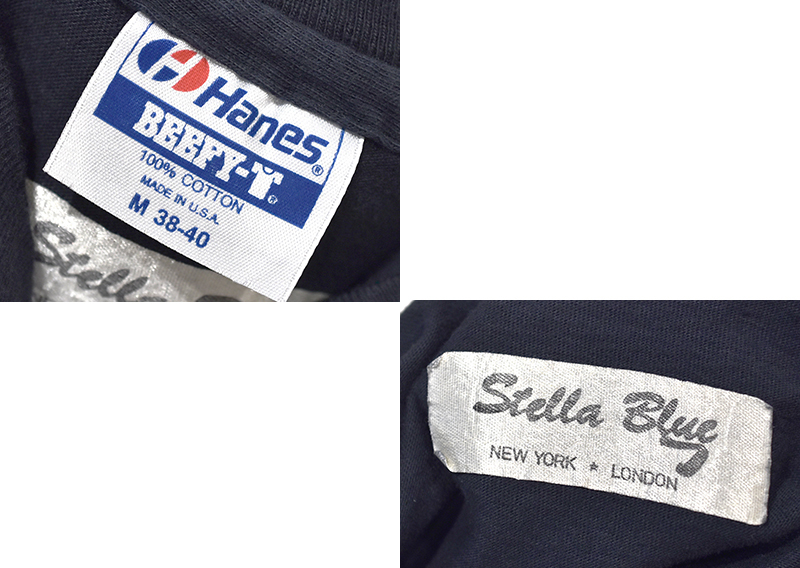 Hanes®
BEEFY-T®
100% COTTON
MADE IN U.S.A.
M 38-40
Stella
Stella Blue
NEW YORK ★ LONDON